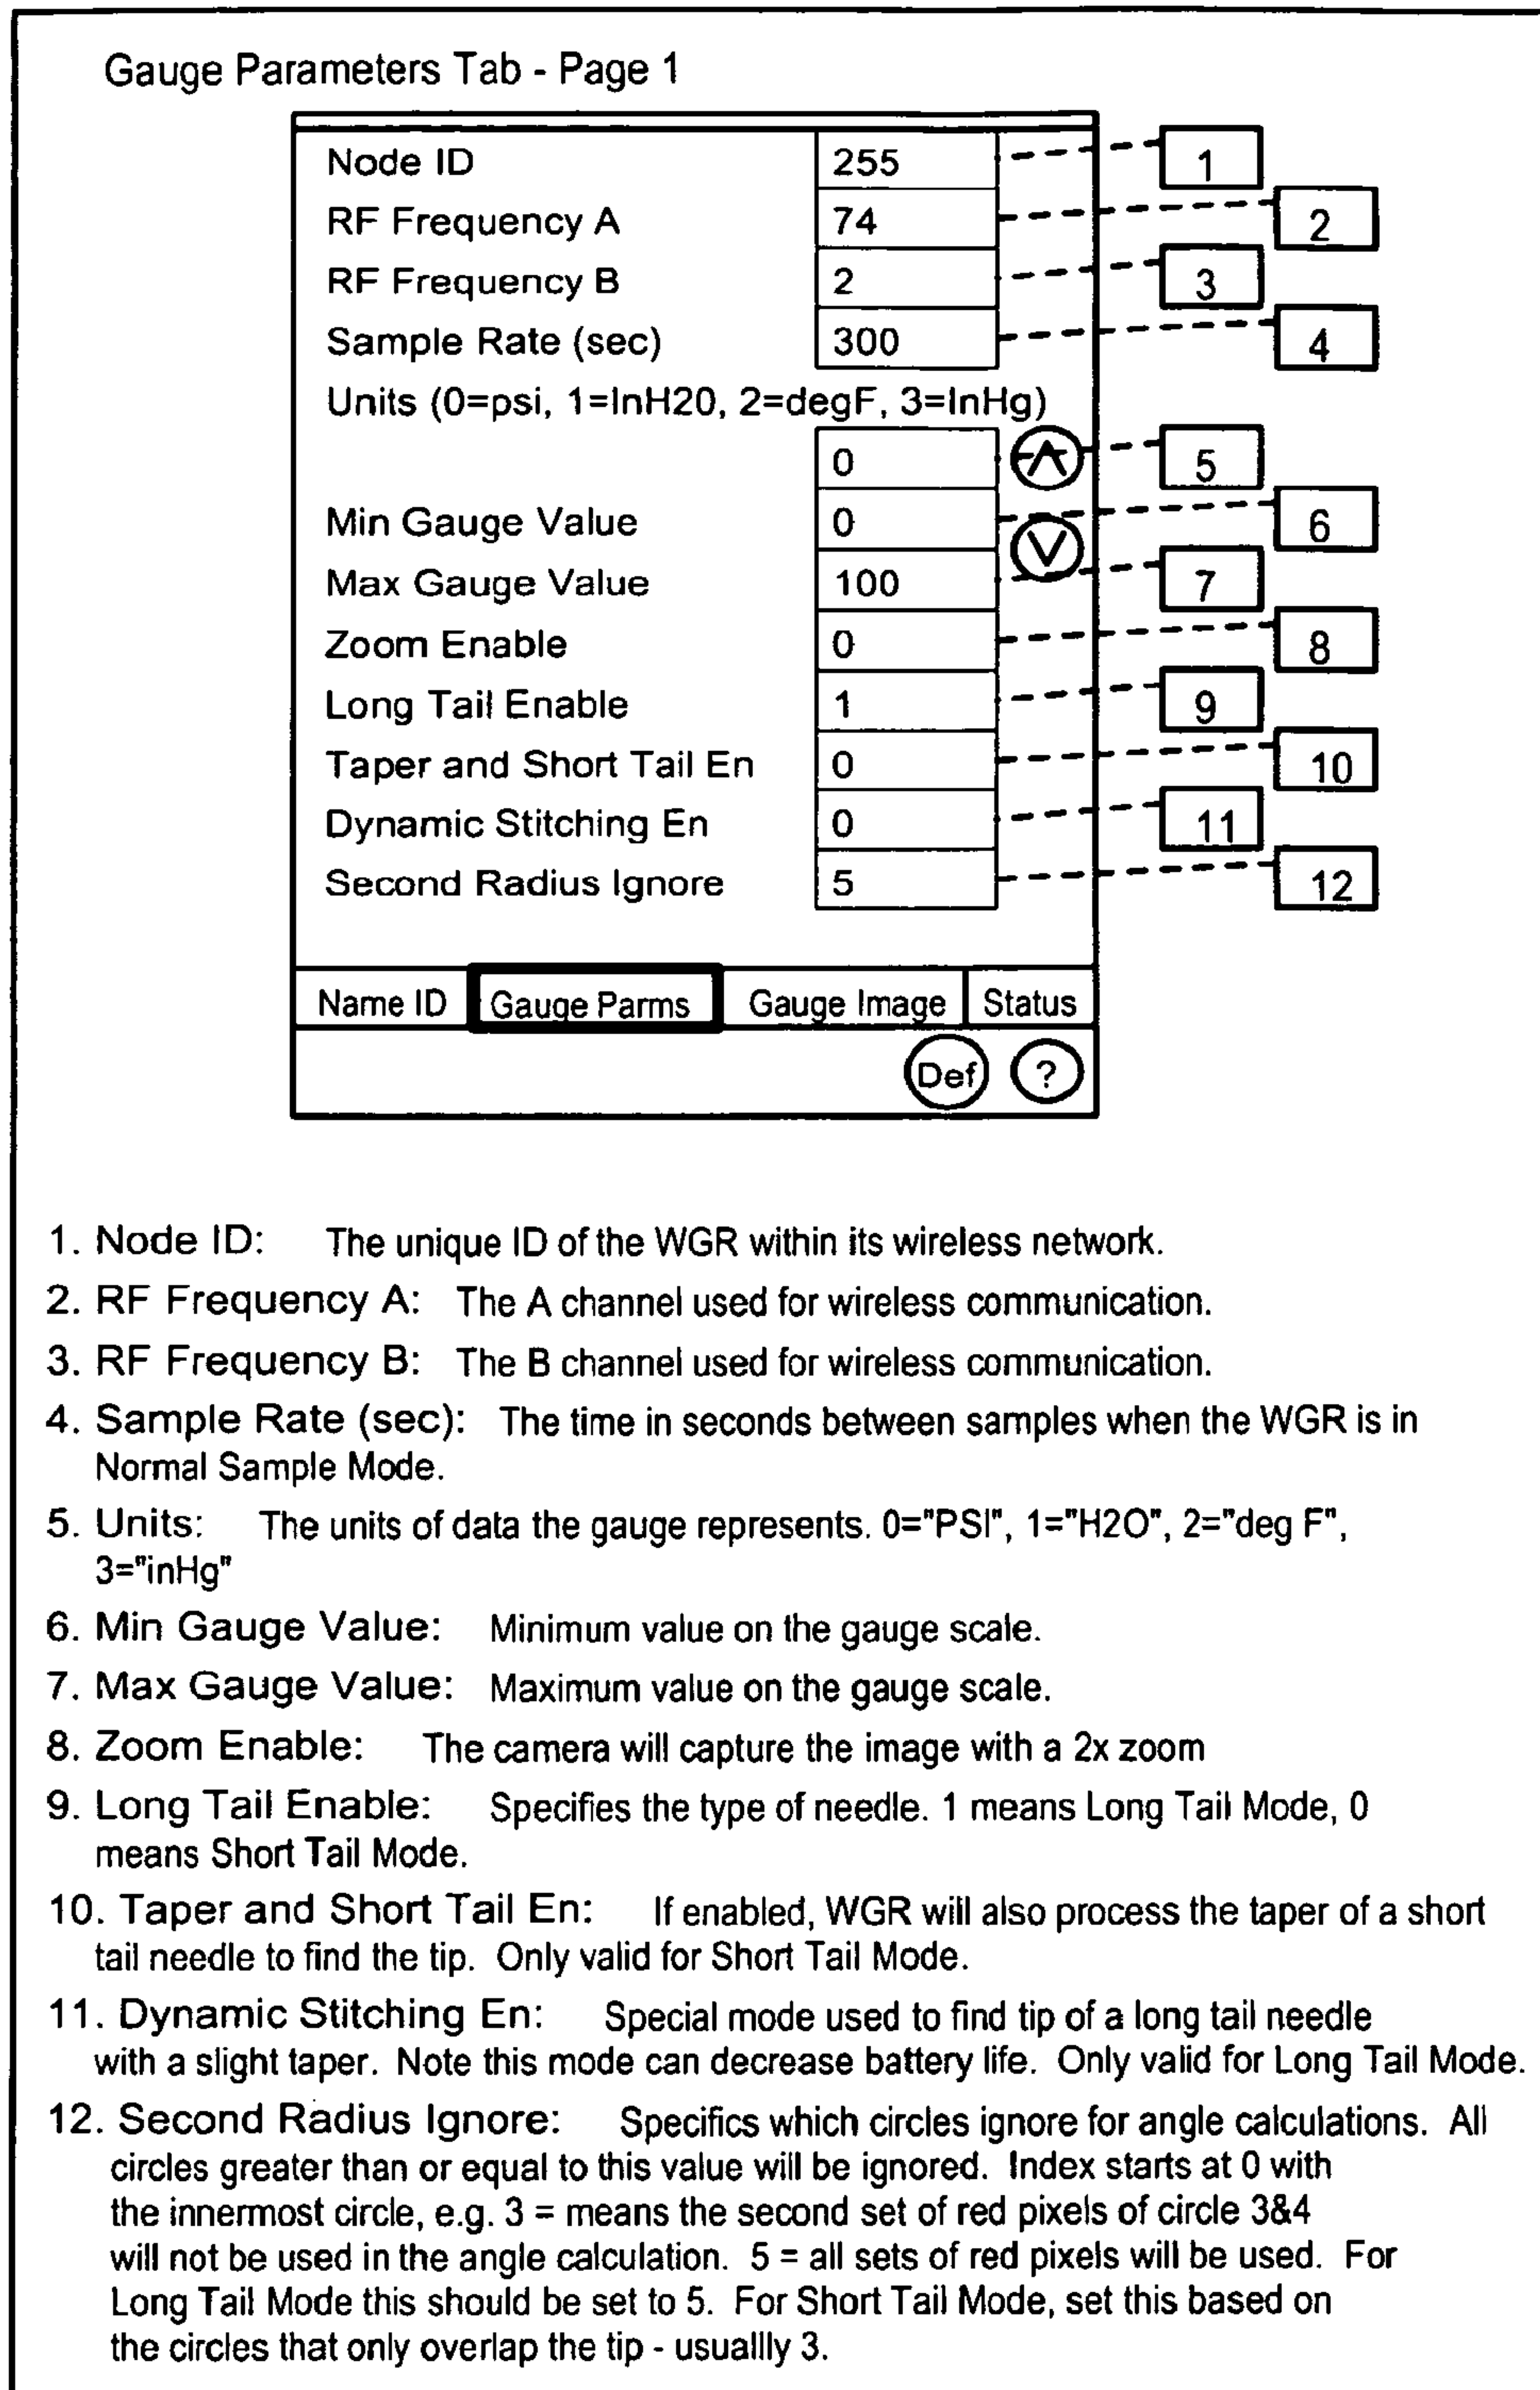 Gauge Parameters Tab - Page 1
Node ID 255 1
RF Frequency A 74 2
RF Frequency B 2 3
Sample Rate (sec) 300 4
Units (0=psi, 1=InH20, 2=degF, 3=InHg)
0 5
Min Gauge Value 0 6
Max Gauge Value 100 7
Zoom Enable 0 8
Long Tail Enable 1 9
Taper and Short Tail En 0 10
Dynamic Stitching En 0 11
Second Radius Ignore 5 12
Name ID Gauge Parms Gauge Image Status
Def ?
1. Node ID: The unique ID of the WGR within its wireless network.
2. RF Frequency A: The A channel used for wireless communication.
3. RF Frequency B: The B channel used for wireless communication.
4. Sample Rate (sec): The time in seconds between samples when the WGR is in
Normal Sample Mode.
5. Units: The units of data the gauge represents. 0="PSI", 1="H2O", 2="deg F",
3="inHg"
6. Min Gauge Value: Minimum value on the gauge scale.
7. Max Gauge Value: Maximum value on the gauge scale.
8. Zoom Enable: The camera will capture the image with a 2x zoom
9. Long Tail Enable: Specifies the type of needle. 1 means Long Tail Mode, 0
means Short Tail Mode.
10. Taper and Short Tail En: If enabled, WGR will also process the taper of a short
tail needle to find the tip. Only valid for Short Tail Mode.
11. Dynamic Stitching En: Special mode used to find tip of a long tail needle
with a slight taper. Note this mode can decrease battery life. Only valid for Long Tail Mode.
12. Second Radius Ignore: Specifics which circles ignore for angle calculations. All
circles greater than or equal to this value will be ignored. Index starts at 0 with
the innermost circle, e.g. 3 = means the second set of red pixels of circle 3&4
will not be used in the angle calculation. 5 = all sets of red pixels will be used. For
Long Tail Mode this should be set to 5. For Short Tail Mode, set this based on
the circles that only overlap the tip - usuallly 3.